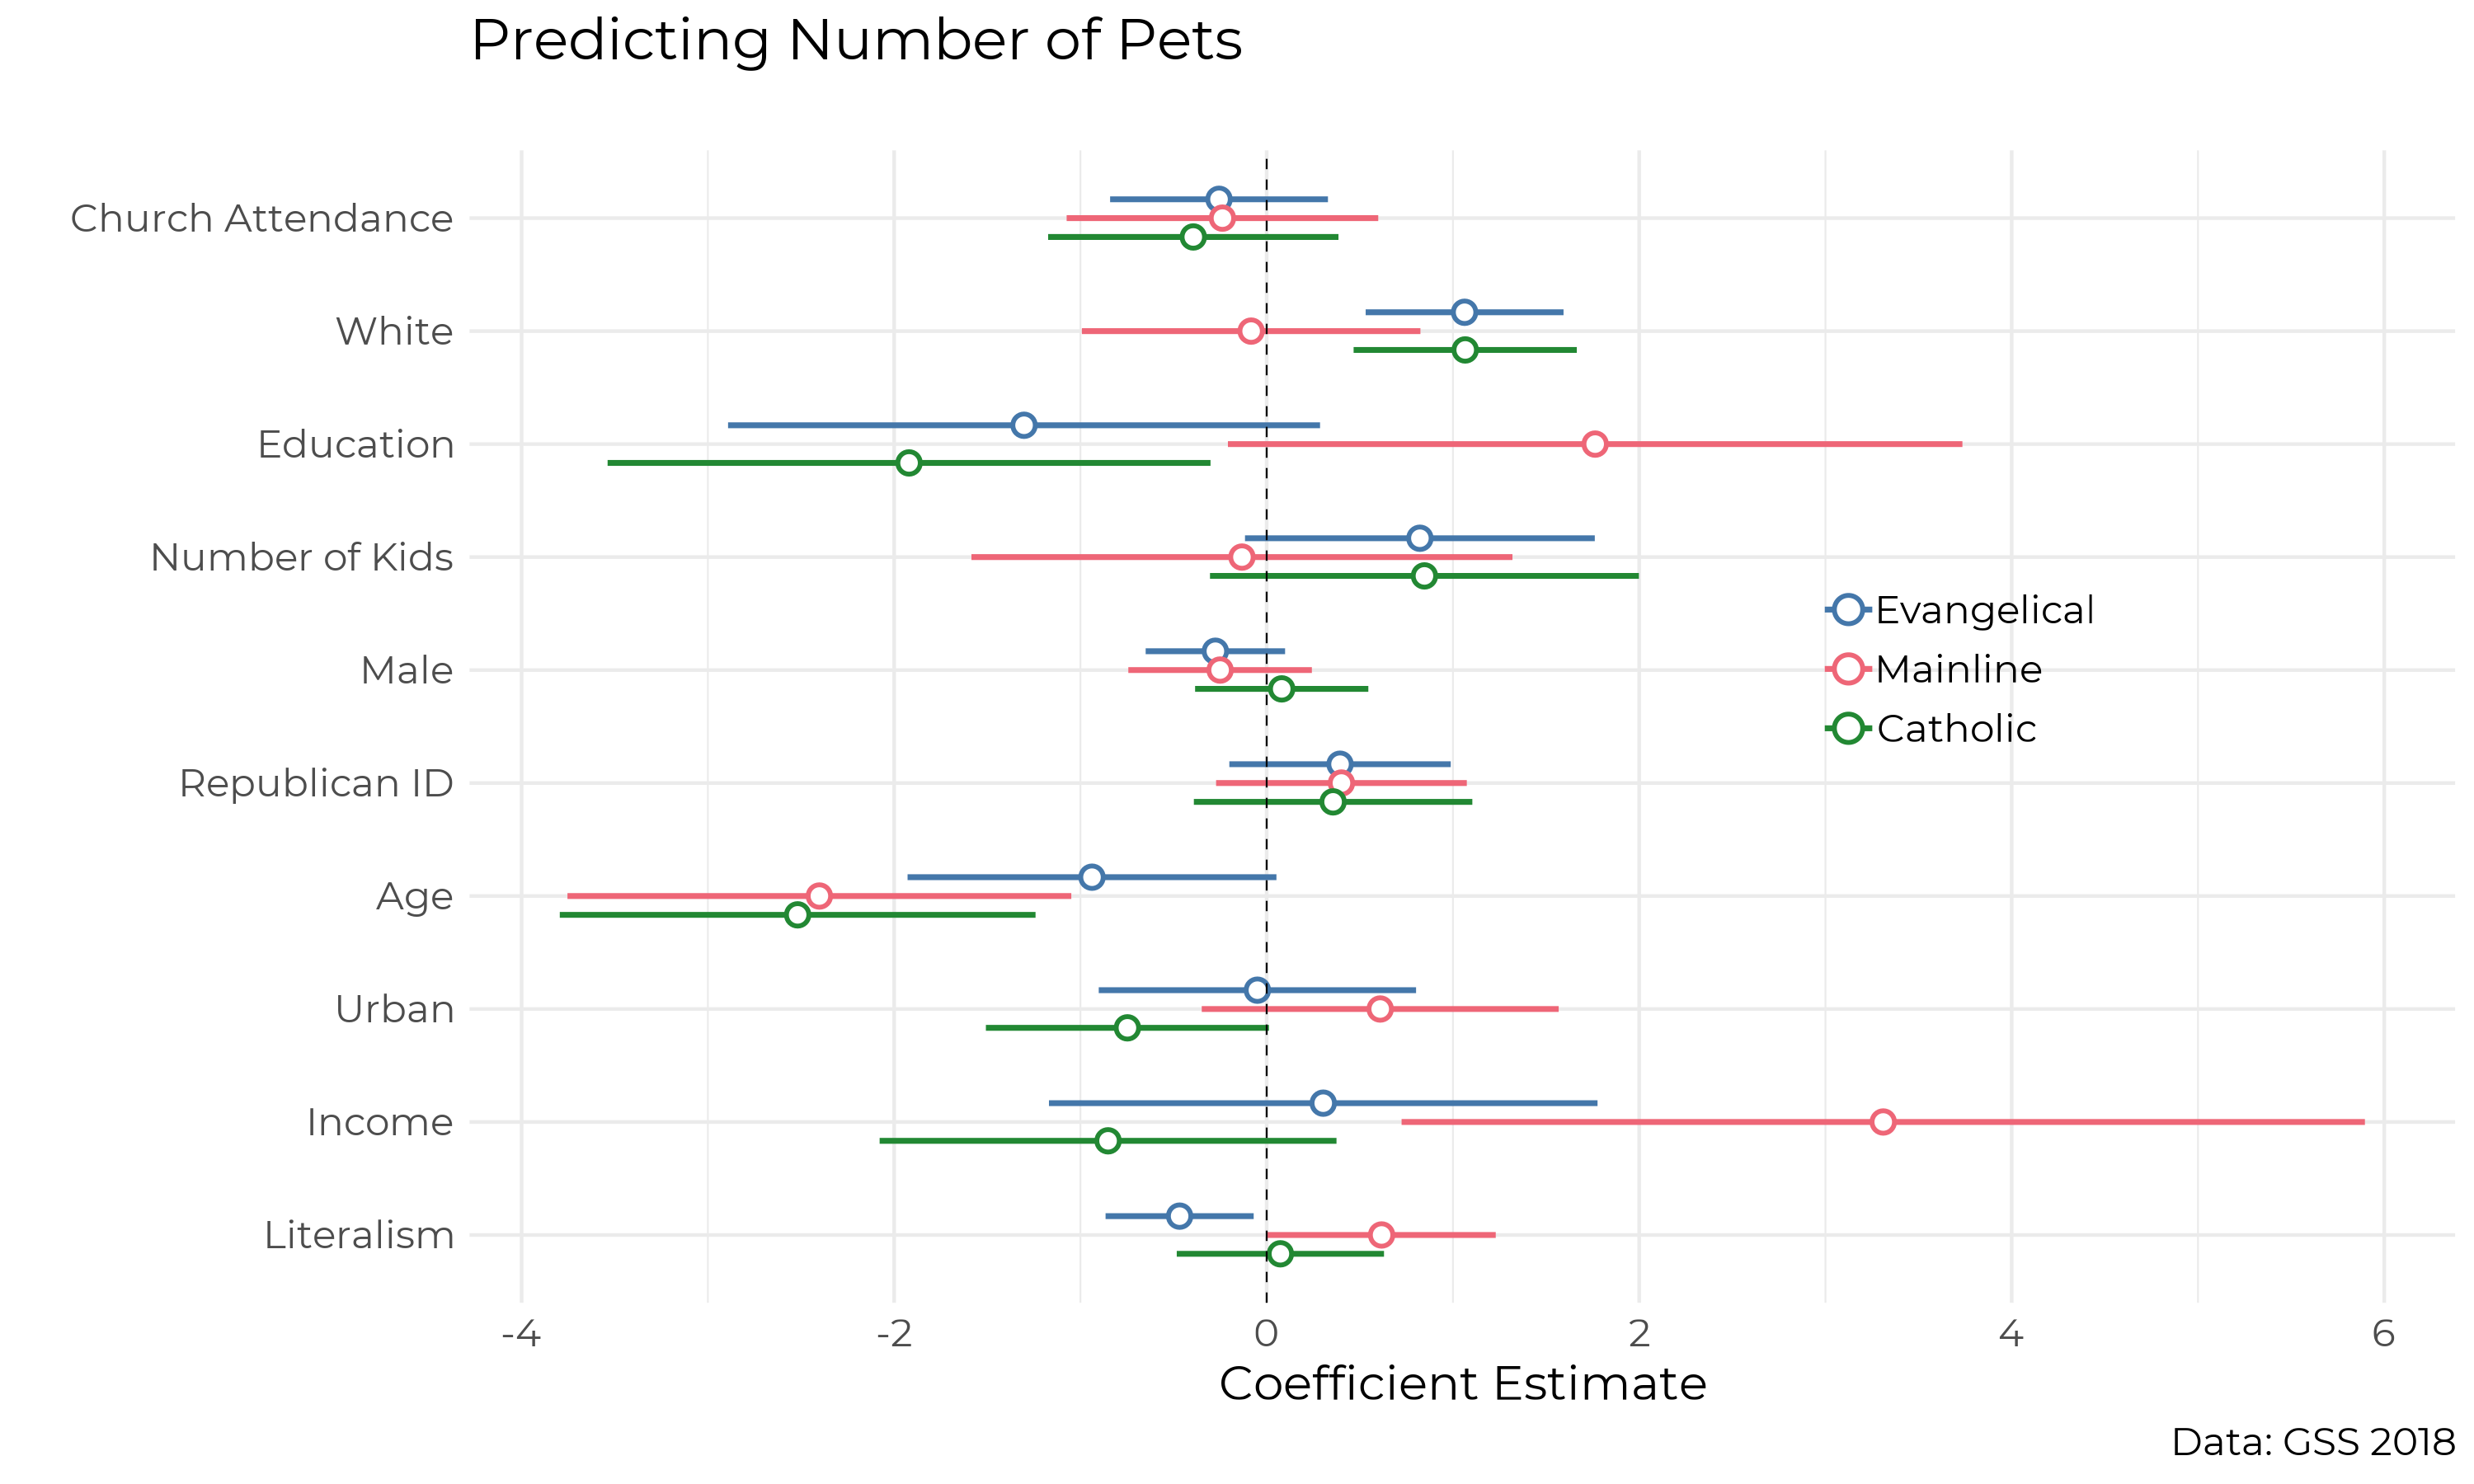 Predicting Number of Pets
Church Attendance
White
Education
Number of Kids
Male
Republican ID
Age
Urban
Income
Literalism
Evangelical
Mainline
Catholic
-4 -2 0 2 4 6
Coefficient Estimate
Data: GSS 2018